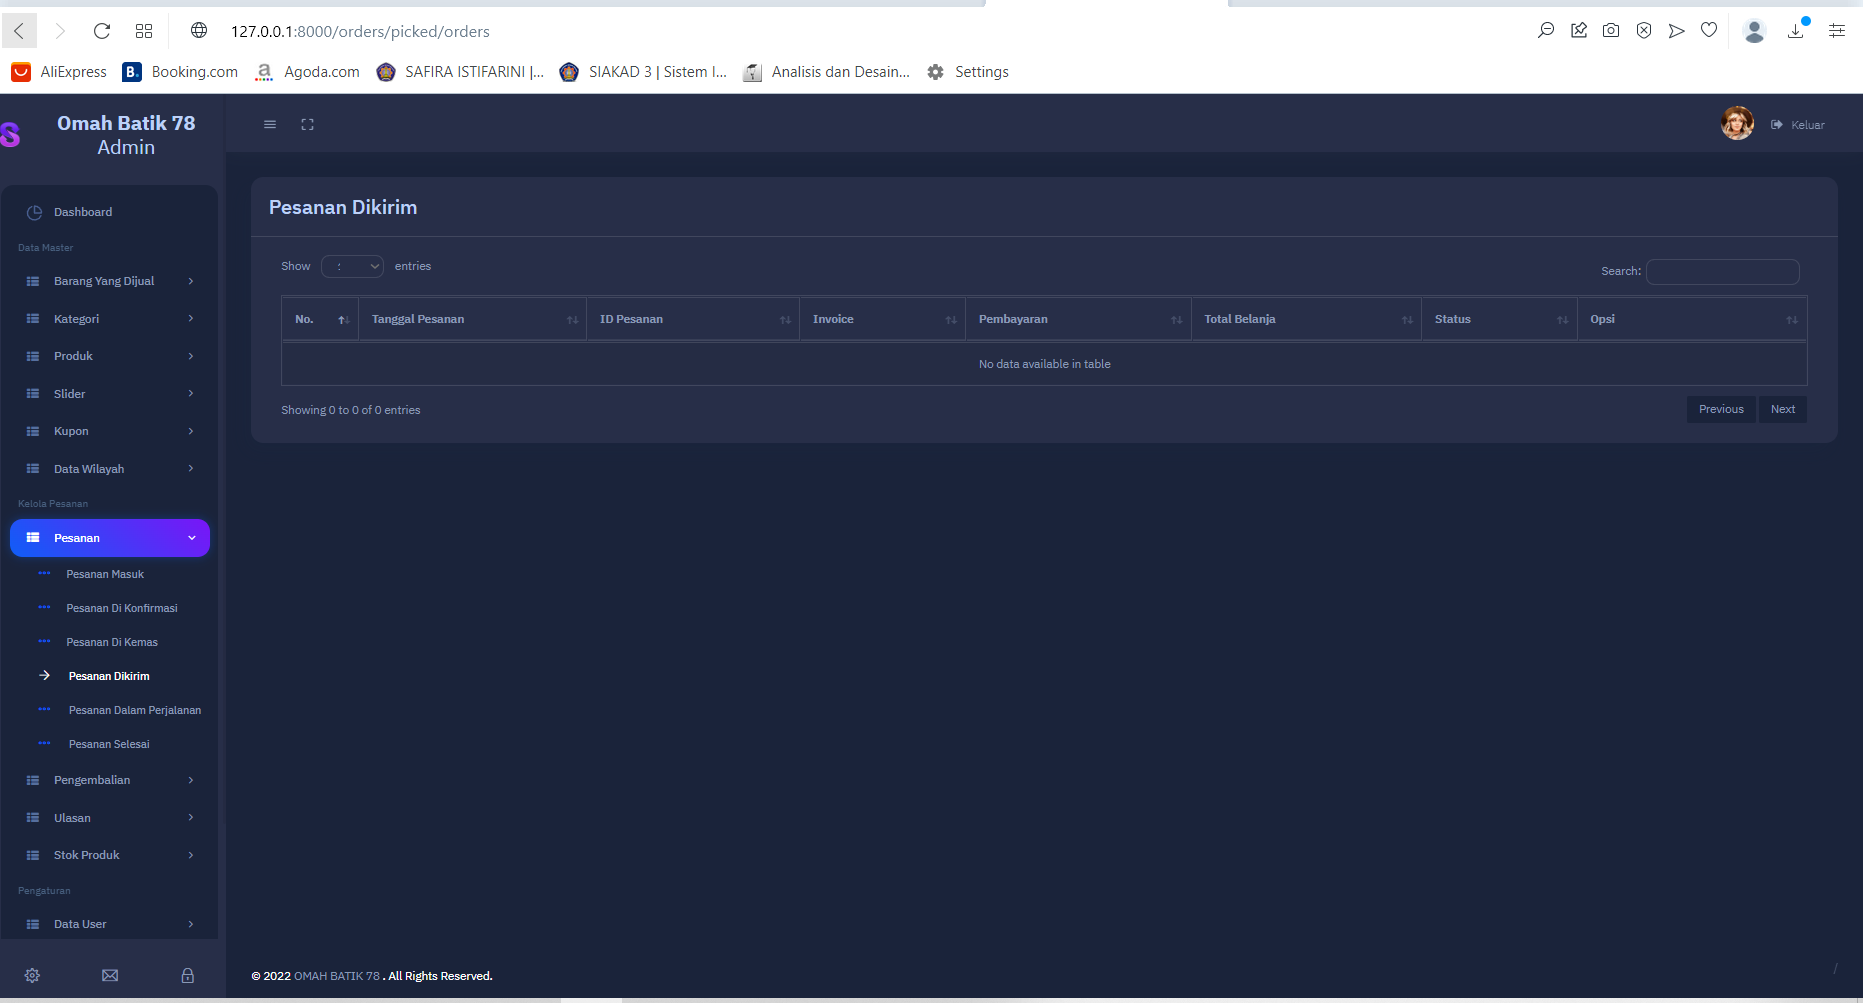 127.0.0.1:8000/orders/picked/orders
AliExpress
B. Booking.com
a Agoda.com
SAFIRA ISTIFARINI |...
SIAKAD 3 | Sistem I...
Analisis dan Desain...
Settings
Omah Batik 78
Admin
Keluar
Dashboard
Data Master
Barang Yang Dijual
Kategori
Produk
Slider
Kupon
Data Wilayah
Kelola Pesanan
Pesanan
Pesanan Masuk
Pesanan Di Konfirmasi
Pesanan Di Kemas
Pesanan Dikirim
Pesanan Dalam Perjalanan
Pesanan Selesai
Pengembalian
Ulasan
Stok Produk
Pengaturan
Data User
Pesanan Dikirim
Show entries
Search:
No. Tanggal Pesanan ID Pesanan Invoice Pembayaran Total Belanja Status Opsi
No data available in table
Showing 0 to 0 of 0 entries
Previous Next
© 2022 OMAH BATIK 78 . All Rights Reserved.
/